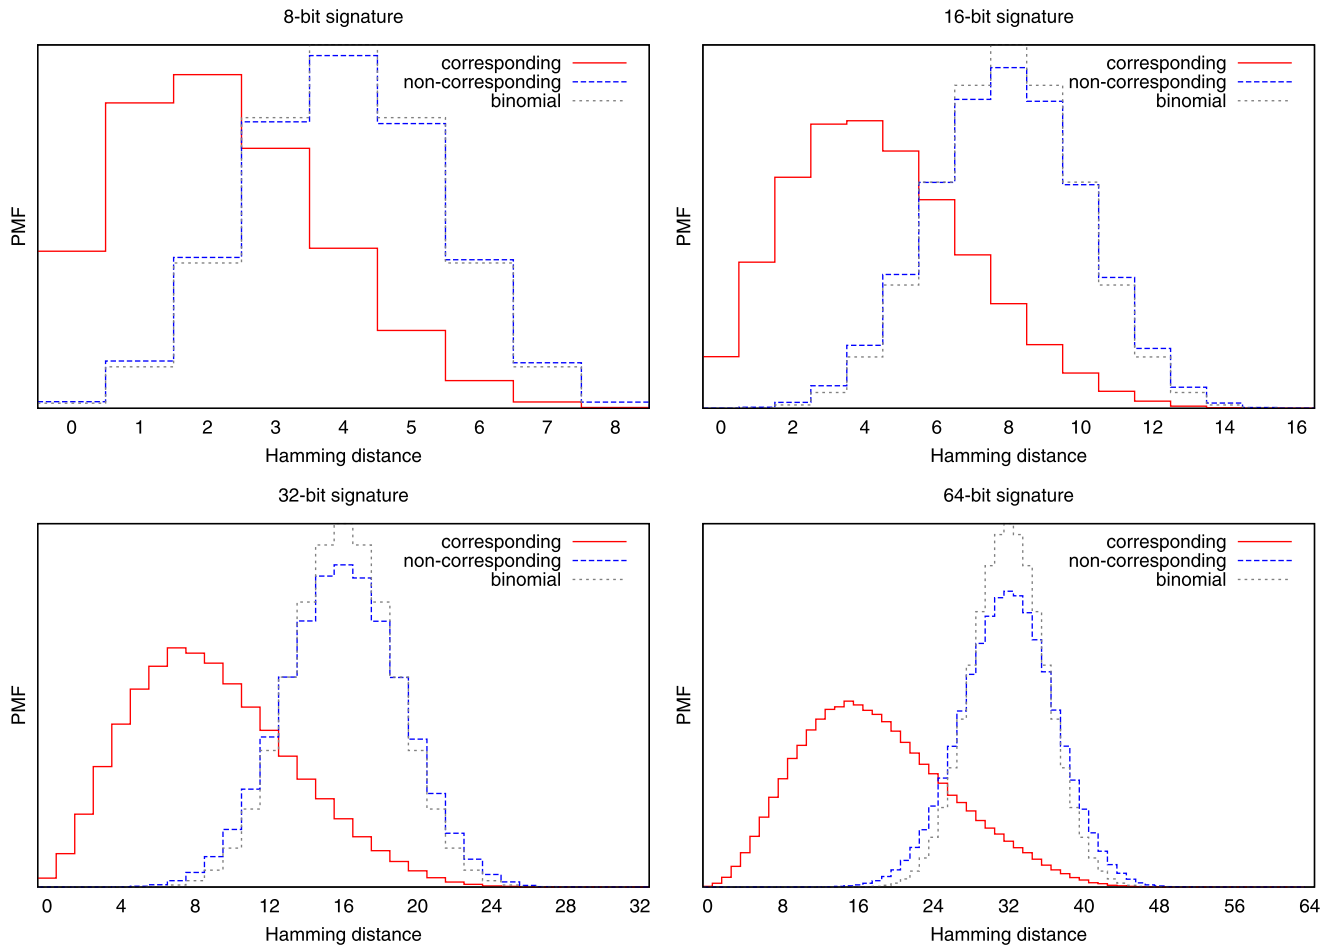 8-bit signature
corresponding
non-corresponding
binomial
PMF
0 1 2 3 4 5 6 7 8
Hamming distance
16-bit signature
corresponding
non-corresponding
binomial
PMF
0 2 4 6 8 10 12 14 16
Hamming distance
32-bit signature
corresponding
non-corresponding
binomial
PMF
0 4 8 12 16 20 24 28 32
Hamming distance
64-bit signature
corresponding
non-corresponding
binomial
PMF
0 8 16 24 32 40 48 56 64
Hamming distance